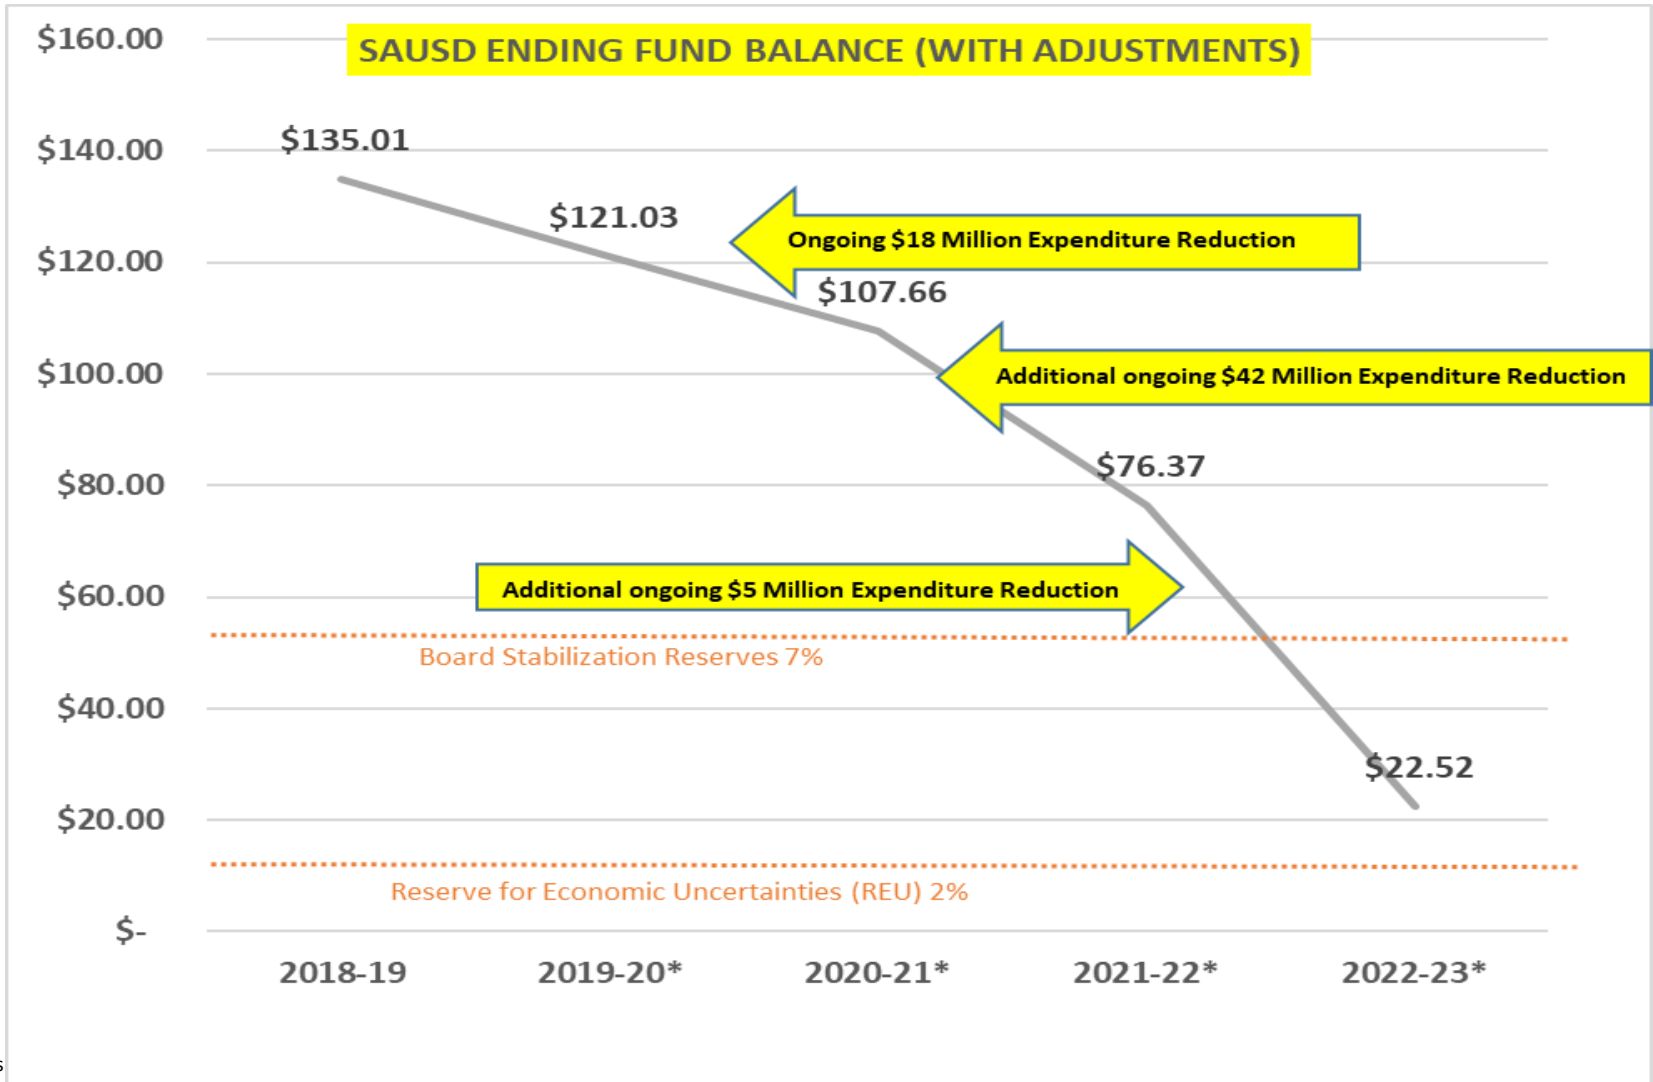 SAUSD ENDING FUND BALANCE (WITH ADJUSTMENTS)
$160.00
$140.00
$120.00
$100.00
$80.00
$60.00
$40.00
$20.00
$-
$135.01
$121.03
$107.66
$76.37
$22.52
Ongoing $18 Million Expenditure Reduction
Additional ongoing $42 Million Expenditure Reduction
Additional ongoing $5 Million Expenditure Reduction
Board Stabilization Reserves 7%
Reserve for Economic Uncertainties (REU) 2%
2018-19
2019-20*
2020-21*
2021-22*
2022-23*
s